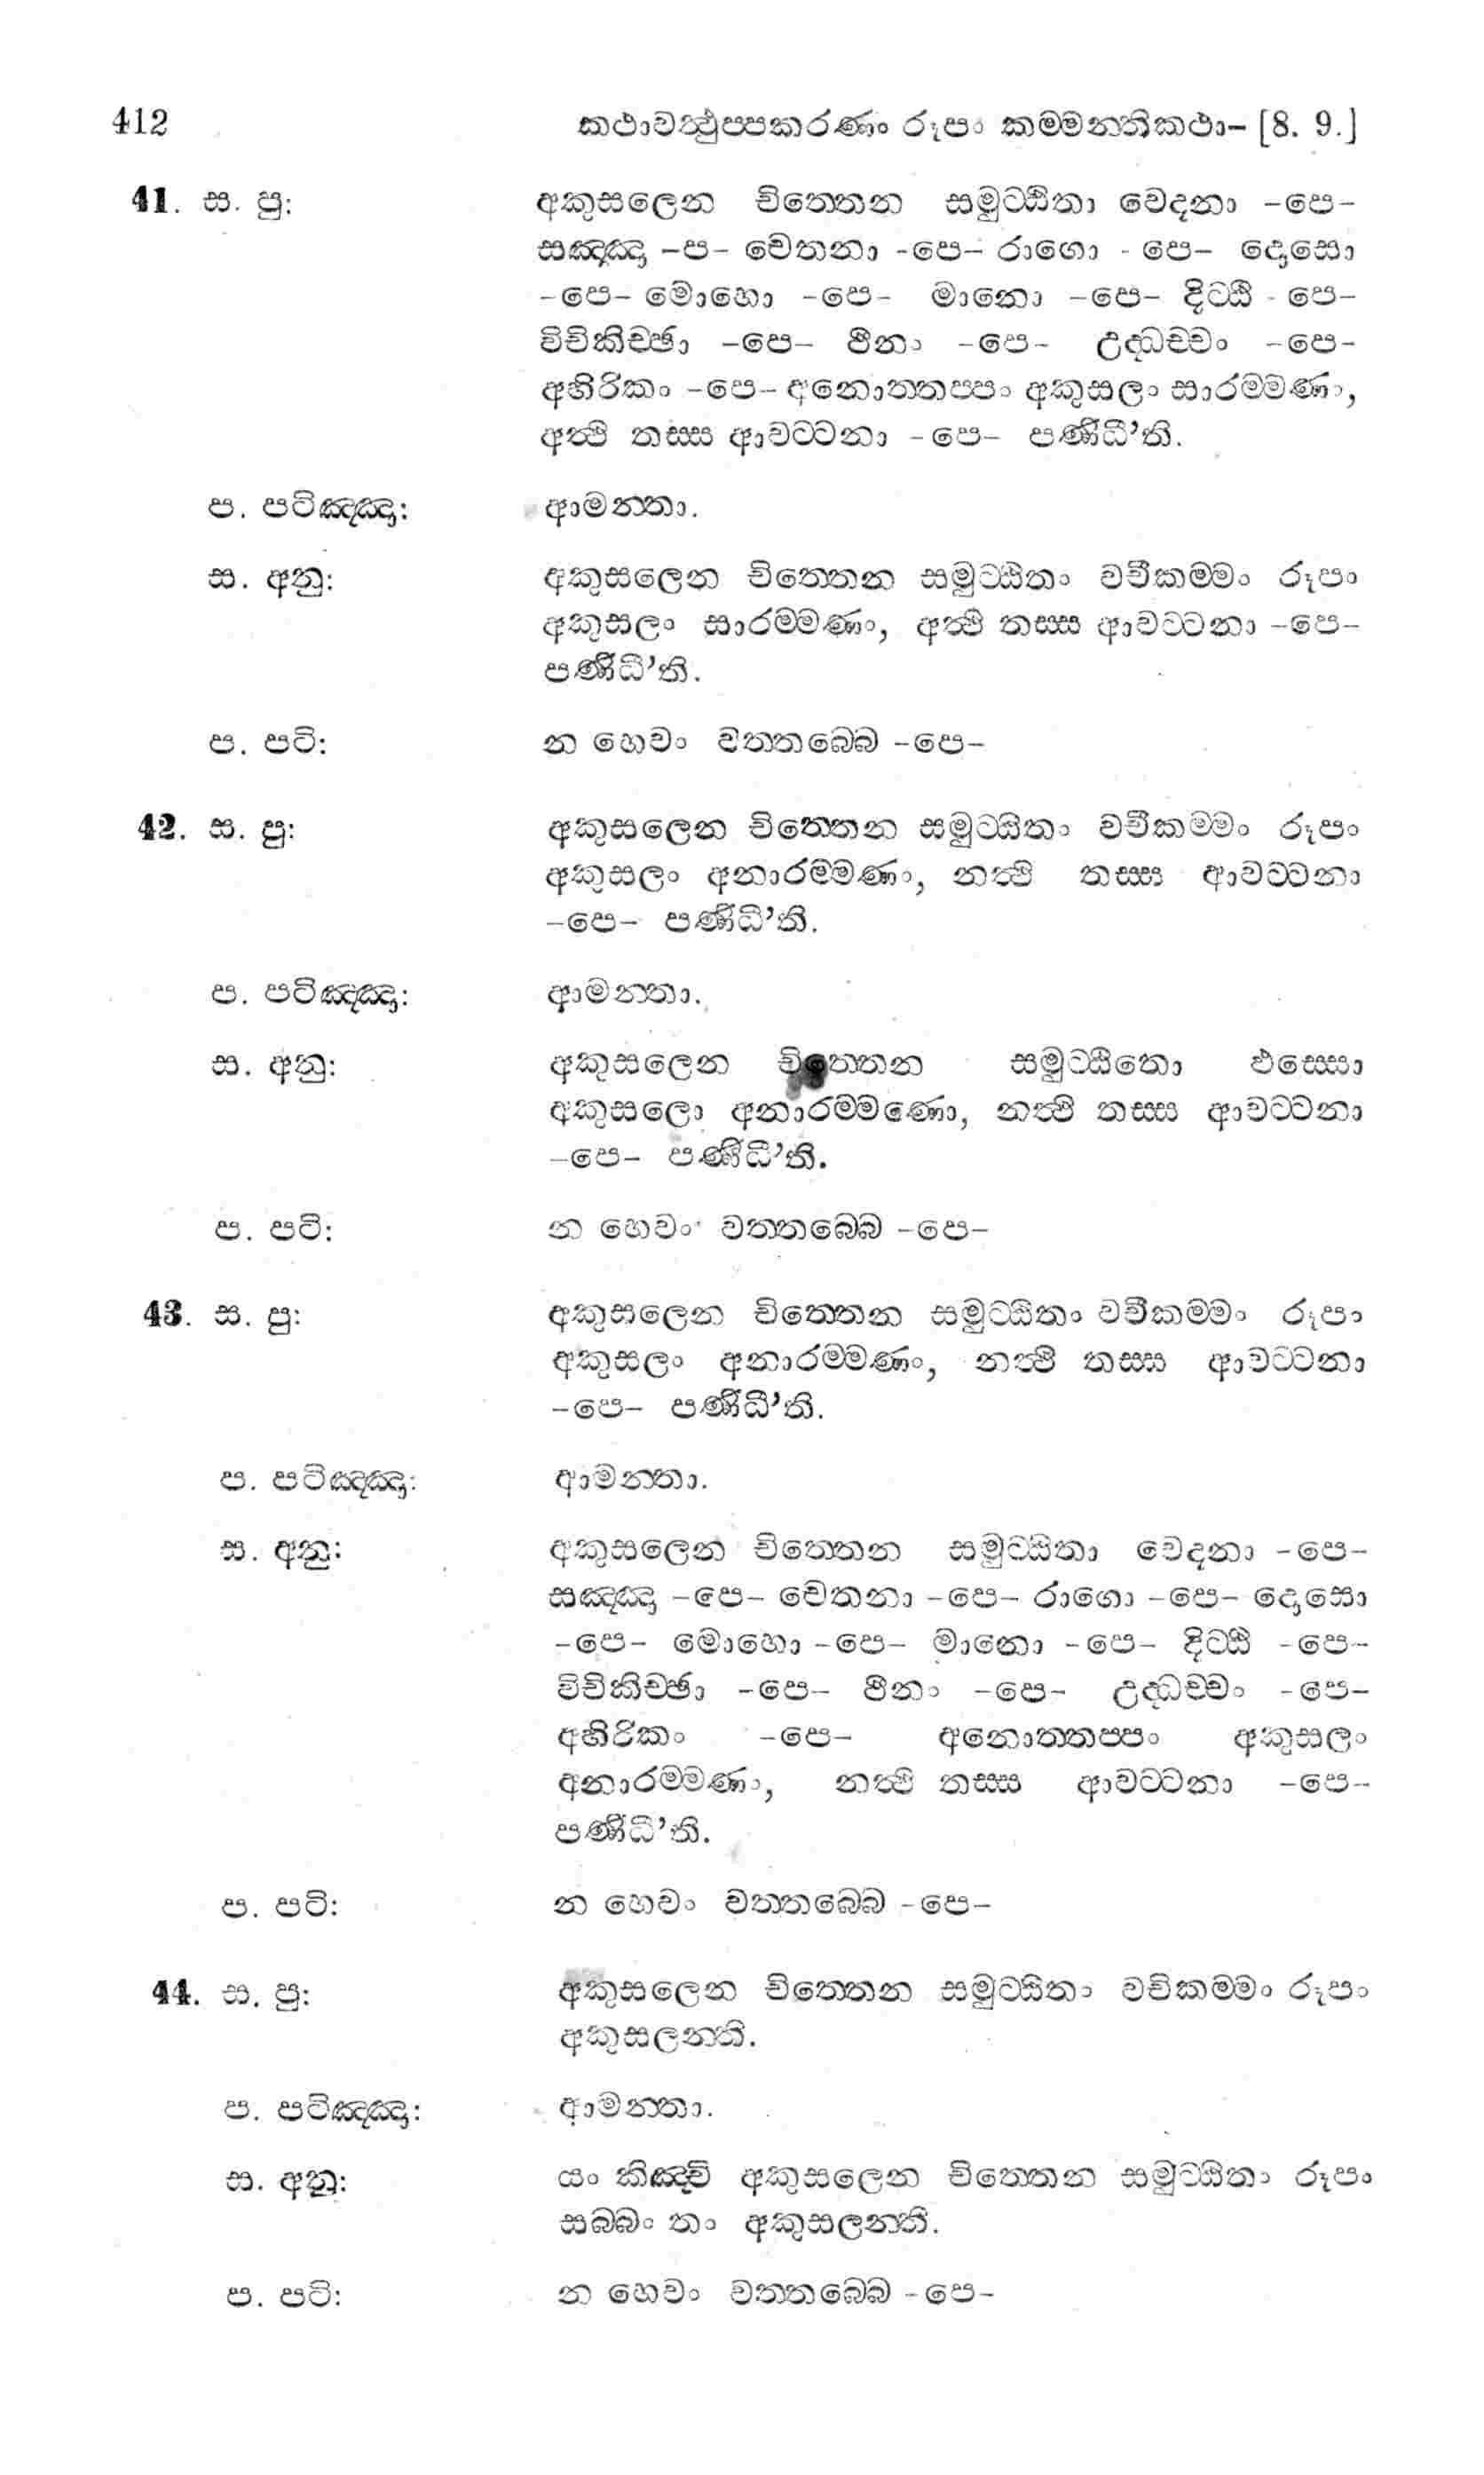 412 කථාවත්‍ථුප්‍පකරණං රූපං කම්‍මන්‍තිකථා– [8. 9.]
41. ස. පු: අකුසලෙන චිත්‍තෙන සමුට්‍ඨිතා වෙදනා -පෙ-
සඤ්‍ඤා -ප- චෙතනා -පෙ- රාගො - පෙ- දොසො
-පෙ- මොහො -පෙ- මානො -පෙ- දිට්‍ඨි - පෙ-
විචිකිච්‍ඡා -පෙ- ථීනං -පෙ- උද්‍ධච්‍චං -පෙ-
අහිරිකං -පෙ- අනොත්‍තප්‍පං අකුසලං සාරම්‍මණං,
අත්‍ථි තස්‍ස ආවට්‍ටනා -පෙ- පණිධී’ති.
ප. පටිඤ්‍ඤා: ආමන්‍තා.
ස. අනු: අකුසලෙන චිත්‍තෙන සමුට්‍ඨිතං වචීකම්‍මං රූපං
අකුසලං සාරම්‍මණං, අත්‍ථි තස්‍ස ආවට්‍ටනා -පෙ-
පණිධී’ති.
ප. පටි: න හෙවං වත්‍තබ්‍බෙ -පෙ-
42. ස. පු: අකුසලෙන චිත්‍තෙන සමුට්‍ඨිතං වචීකම්‍මං රූපං
අකුසලං අනාරම්‍මණං, නත්‍ථි තස්‍ස ආවට්‍ටනා
-පෙ- පණිධී’ති.
ප. පටිඤ්‍ඤා: ආමන්‍තා.
ස. අනු: අකුසලෙන චිත්‍තෙන සමුට්‍ඨිතො ඵස්‍සො
අකුසලො අනාරම්‍මණො, නත්‍ථි තස්‍ස ආවට්‍ටනා
-පෙ- පණිධී’ති.
ප. පටි: න හෙවං වත්‍තබ්‍බෙ -පෙ-
43. ස. පු: අකුසලෙන චිත්‍තෙන සමුට්‍ඨිතං වචීකම්‍මං රූපං
අකුසලං අනාරම්‍මණං, නත්‍ථි තස්‍ස ආවට්‍ටනා
-පෙ- පණිධී’ති.
ප. පටිඤ්‍ඤා: ආමන්‍තා.
ස. අනු: අකුසලෙන චිත්‍තෙන සමුට්‍ඨිතා වෙදනා -පෙ-
සඤ්‍ඤා -පෙ- චෙතනා -පෙ- රාගො -පෙ- දොසො
-පෙ- මොහො -පෙ- මානො -පෙ- දිට්‍ඨි -පෙ-
විචිකිච්‍ඡා -පෙ- ථීනං -පෙ- උද්‍ධච්‍චං -පෙ-
අහිරිකං -පෙ- අනොත්‍තප්‍පං අකුසලං
අනාරම්‍මණං, නත්‍ථි තස්‍ස ආවට්‍ටනා -පෙ-
පණිධී’ති.
ප. පටි: න හෙවං වත්‍තබ්‍බෙ -පෙ-
44. ස. පු: අකුසලෙන චිත්‍තෙන සමුට්‍ඨිතං වචිකම්‍මං රූපං
අකුසලන්‍ති.
ප. පටිඤ්‍ඤා: ආමන්‍තා.
ස. අනු: යං කිඤ්‍චි අකුසලෙන චිත්‍තෙන සමුට්‍ඨිතං රූපං
සබ්‍බං තං අකුසලන්‍ති.
ප. පටි: න හෙවං වත්‍තබ්‍බෙ -පෙ-